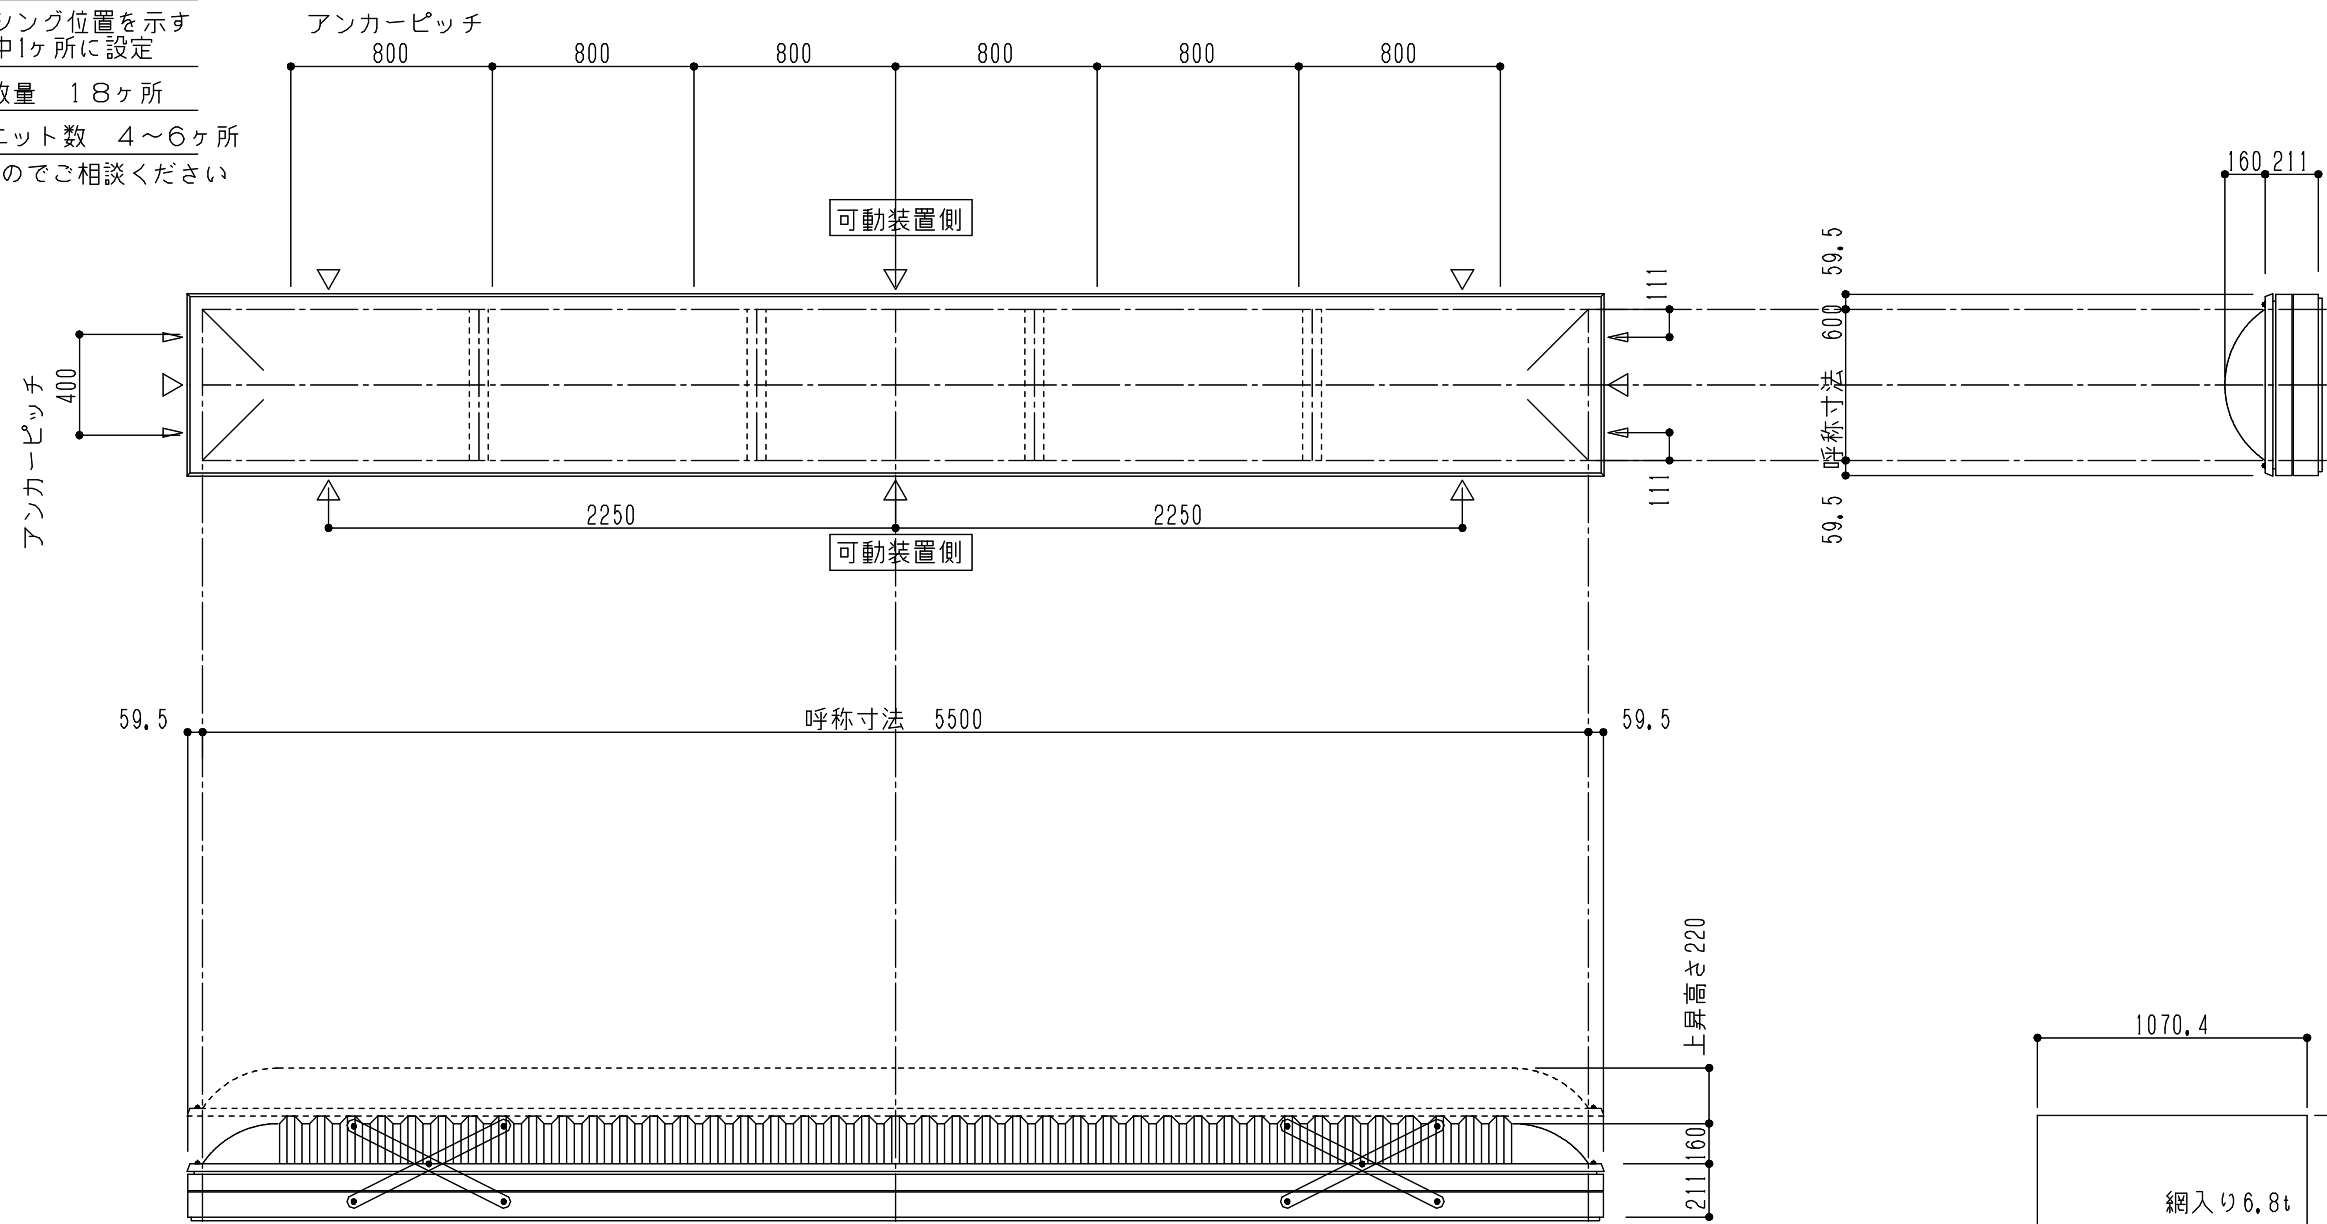 シング位置を示す
中1ヶ所に設定
数量　18ヶ所
ニット数　4～6ヶ所
のでご相談ください
アンカーピッチ
800 800 800 800 800 800
可動装置側
160 211
111
59.5
呼称寸法　600
59.5
アンカーピッチ
400
111
2250 2250
可動装置側
59.5 呼称寸法　5500 59.5
上昇高さ220
160
211
1070.4
網入り6.8t